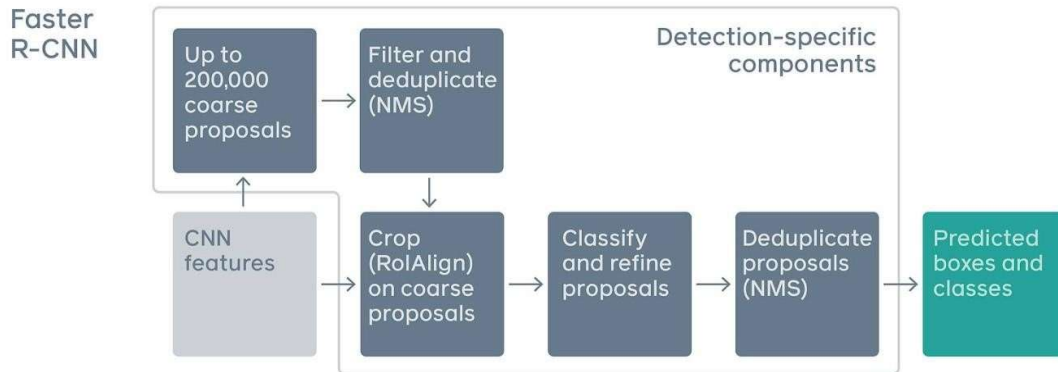 Faster
R-CNN
Detection-specific
components
Up to
200,000
coarse
proposals
Filter and
deduplicate
(NMS)
CNN
features
Crop
(RoIAlign)
on coarse
proposals
Classify
and refine
proposals
Deduplicate
proposals
(NMS)
Predicted
boxes and
classes